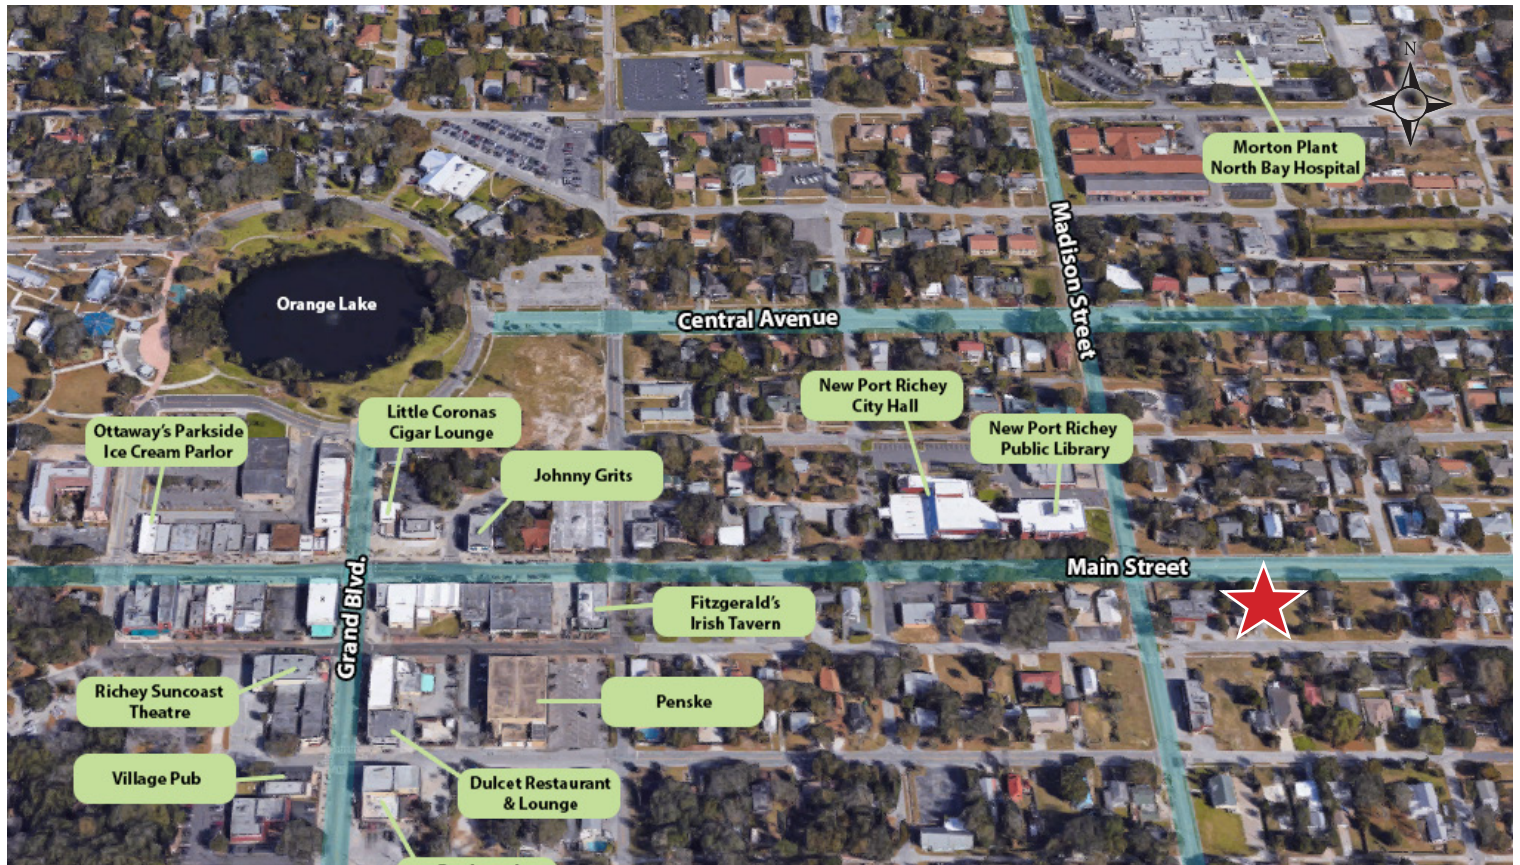 N
Morton Plant
North Bay Hospital
Madison Street
Orange Lake
Central Avenue
New Port Richey
City Hall
Little Coronas
Cigar Lounge
New Port Richey
Public Library
Ottaway's Parkside
Ice Cream Parlor
Johnny Grits
Main Street
Grand Blvd.
Fitzgerald's
Irish Tavern
Richey Suncoast
Theatre
Penske
Village Pub
Dulcet Restaurant
& Lounge